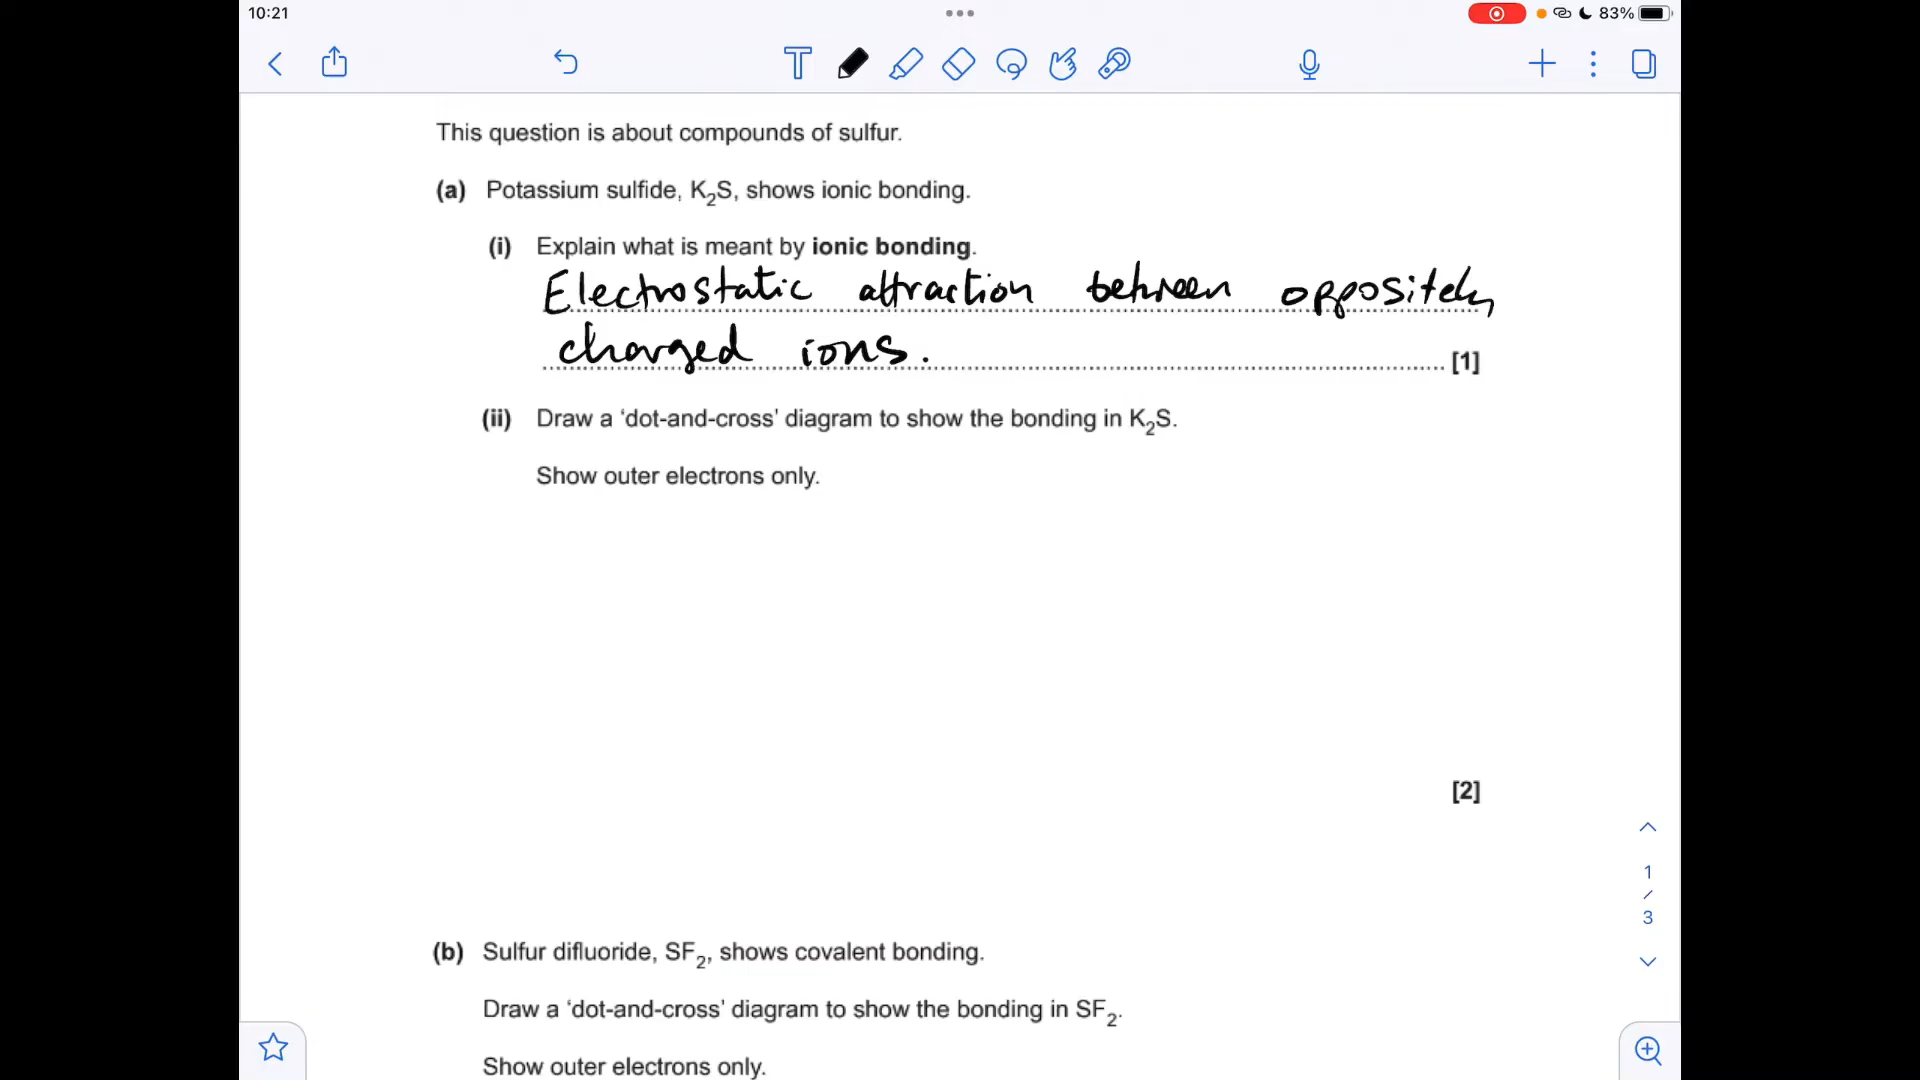 10:21
83%
This question is about compounds of sulfur.
(a) Potassium sulfide, K2S, shows ionic bonding.
(i) Explain what is meant by ionic bonding.
Electrostatic attraction between oppositely
charged ions.
[1]
(ii) Draw a ‘dot-and-cross’ diagram to show the bonding in K2S.
Show outer electrons only.
[2]
1
/
3
(b) Sulfur difluoride, SF2, shows covalent bonding.
Draw a ‘dot-and-cross’ diagram to show the bonding in SF2.
Show outer electrons only.